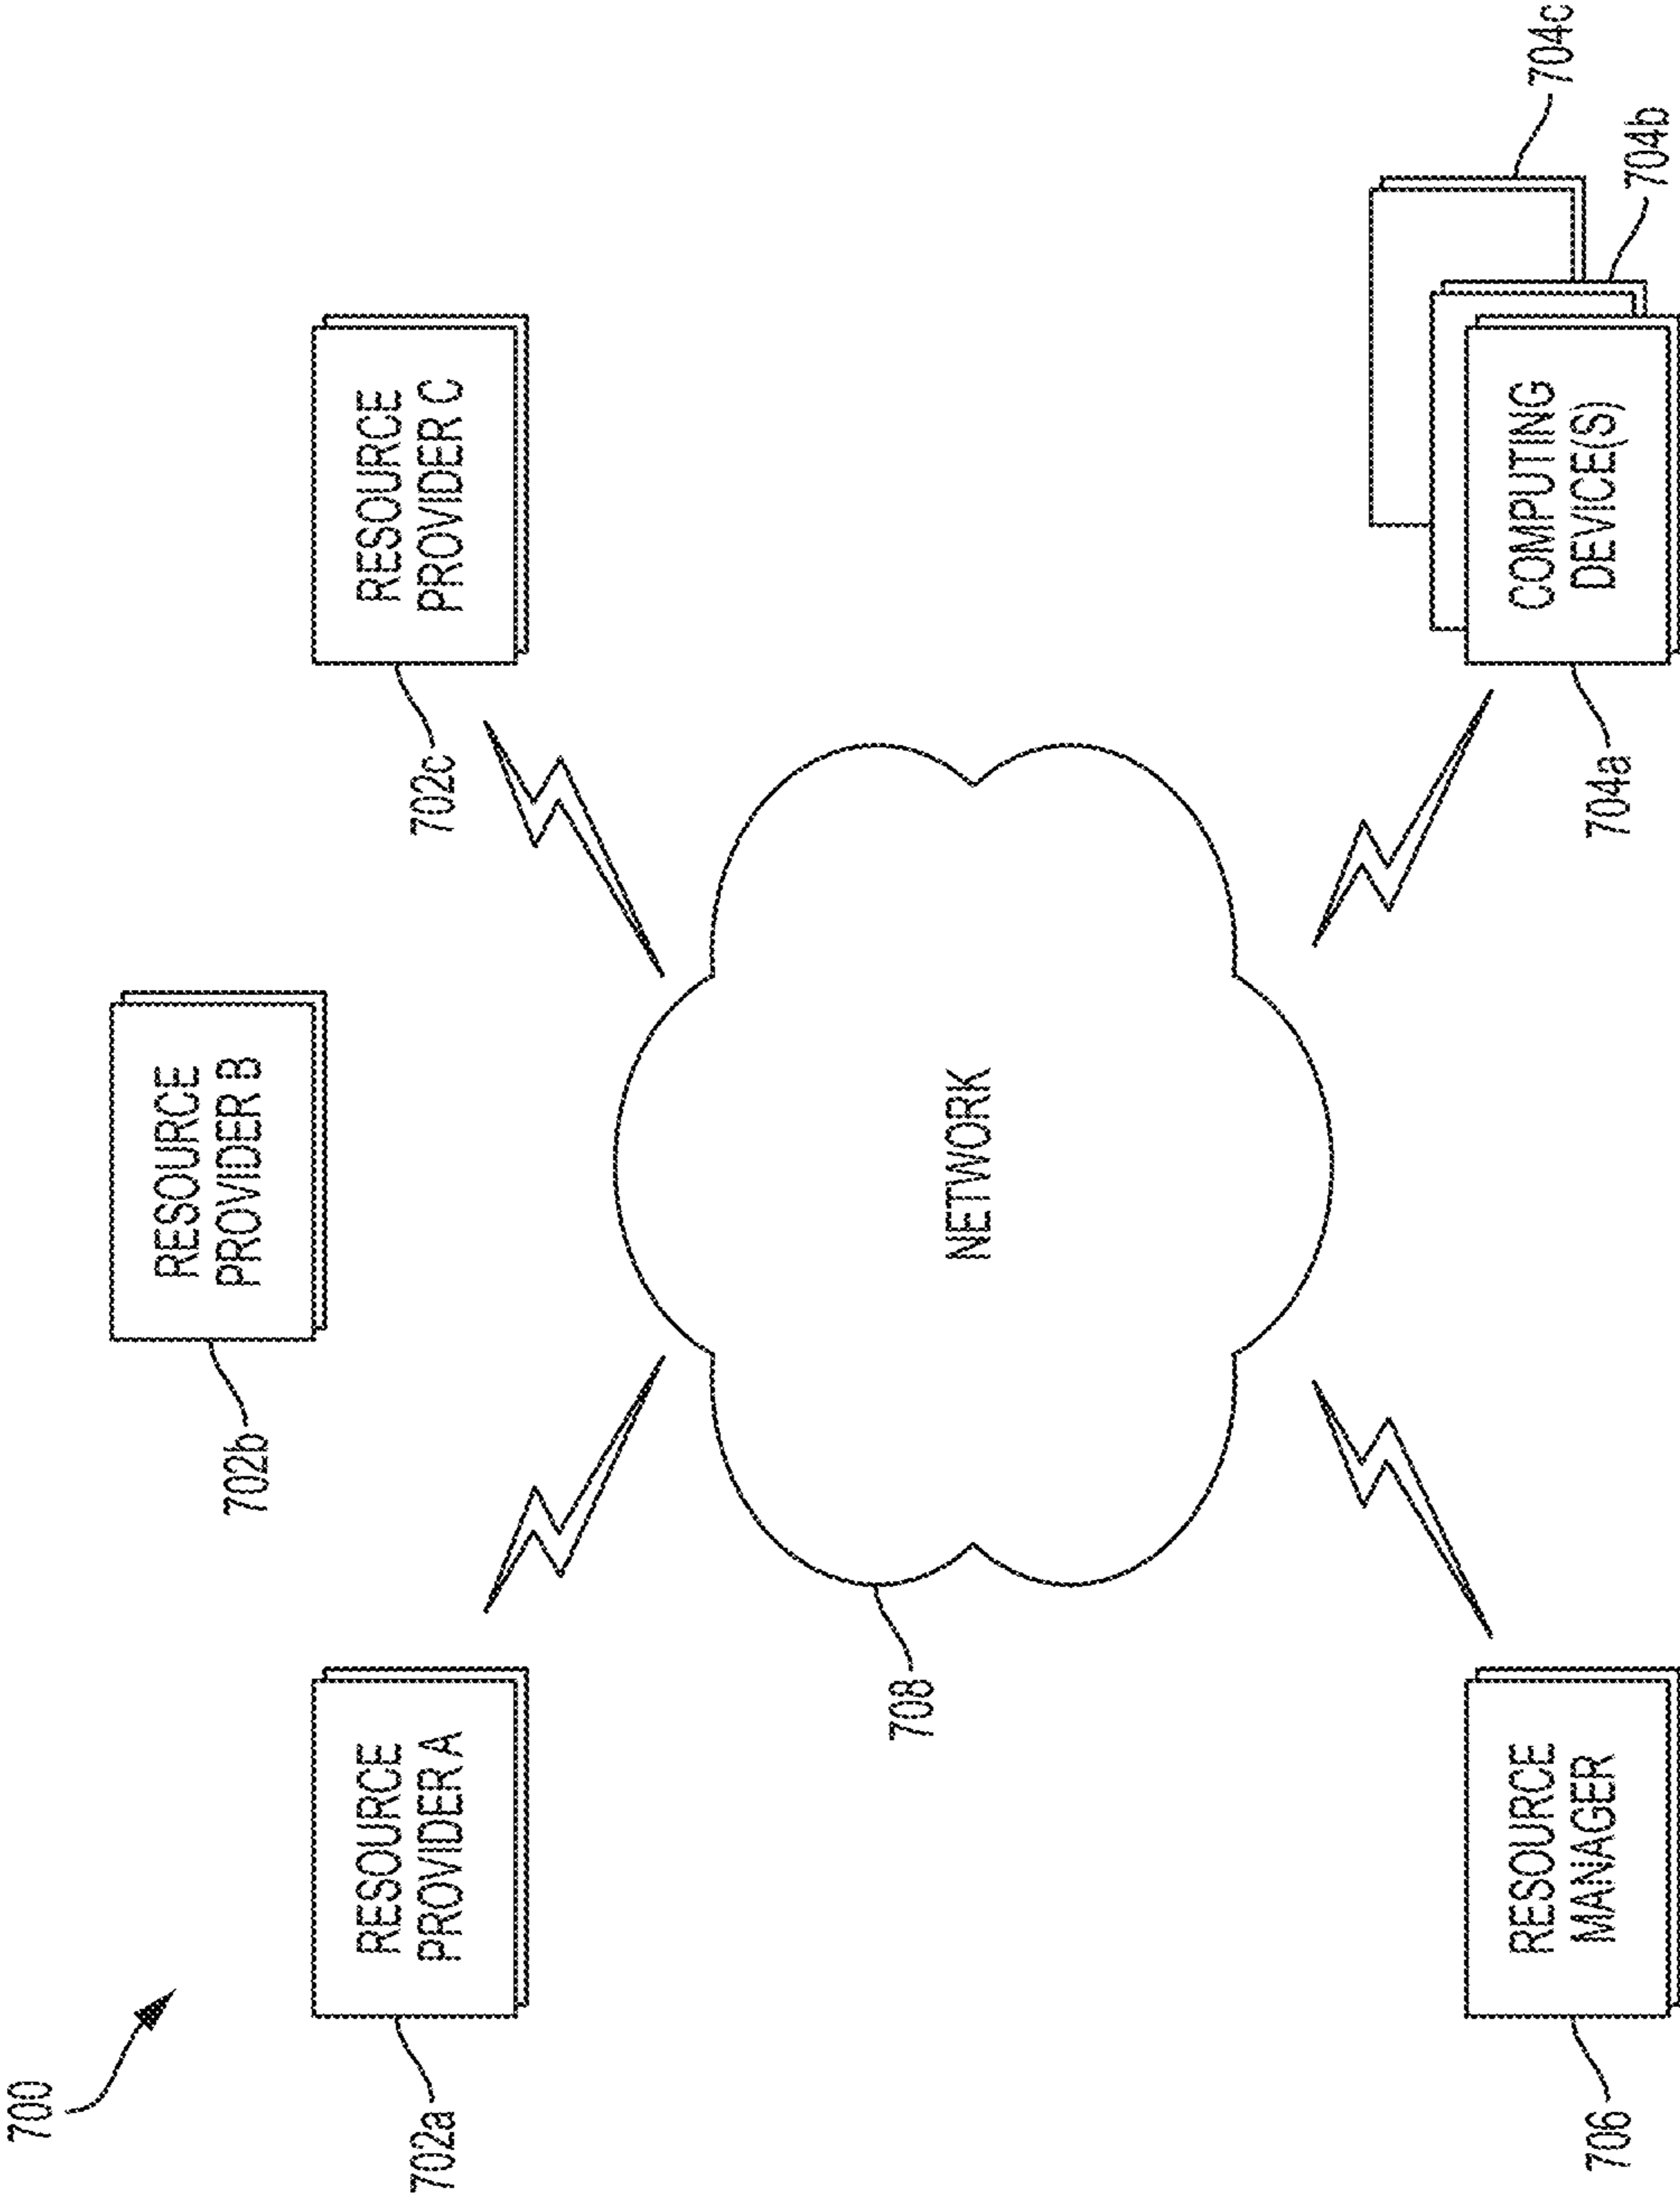 700
RESOURCE
PROVIDER B
702b
RESOURCE
PROVIDER A
702a
RESOURCE
PROVIDER C
702c
NETWORK
708
RESOURCE
MANAGER
706
COMPUTING
DEVICE(S)
704a
704b
704c